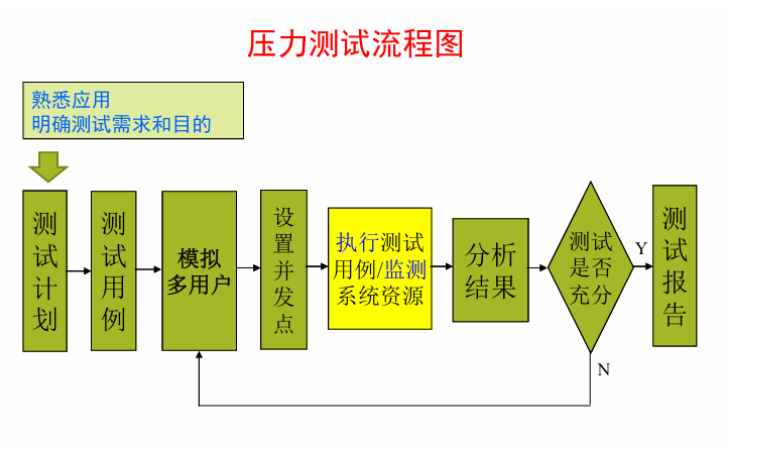 压力测试流程图
熟悉应用
明确测试需求和目的
测
试
计
划
测
试
用
例
模拟
多用户
设
置
并
发
点
执行测试
用例/监测
系统资源
分析
结果
测试
是否
充分
Y
测
试
报
告
N